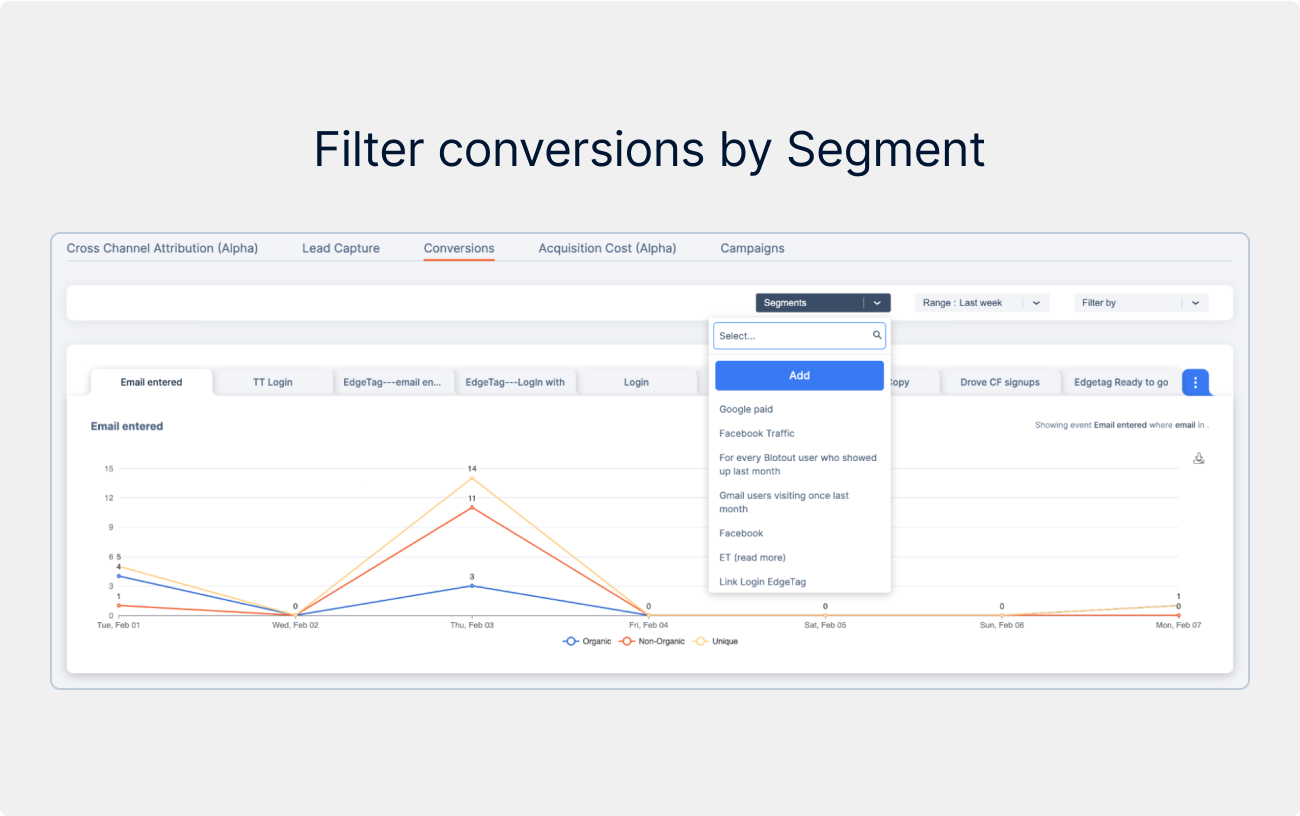 Filter conversions by Segment
Cross Channel Attribution (Alpha) Lead Capture Conversions Acquisition Cost (Alpha) Campaigns
Segments Range : Last week Filter by
Select...
Add
Google paid
Facebook Traffic
For every Blotout user who showed
up last month
Gmail users visiting once last
month
Facebook
ET (read more)
Link Login EdgeTag
Email entered TT Login EdgeTag---email en... EdgeTag---LogIn with Login Copy Drove CF signups Edgetag Ready to go
Email entered
Showing event Email entered where email in .
15
12
9
6
3
0
5
4
1
0
14
11
3
0
0
0
1
0
Tue, Feb 01 Wed, Feb 02 Thu, Feb 03 Fri, Feb 04 Sat, Feb 05 Sun, Feb 06 Mon, Feb 07
Organic Non-Organic Unique